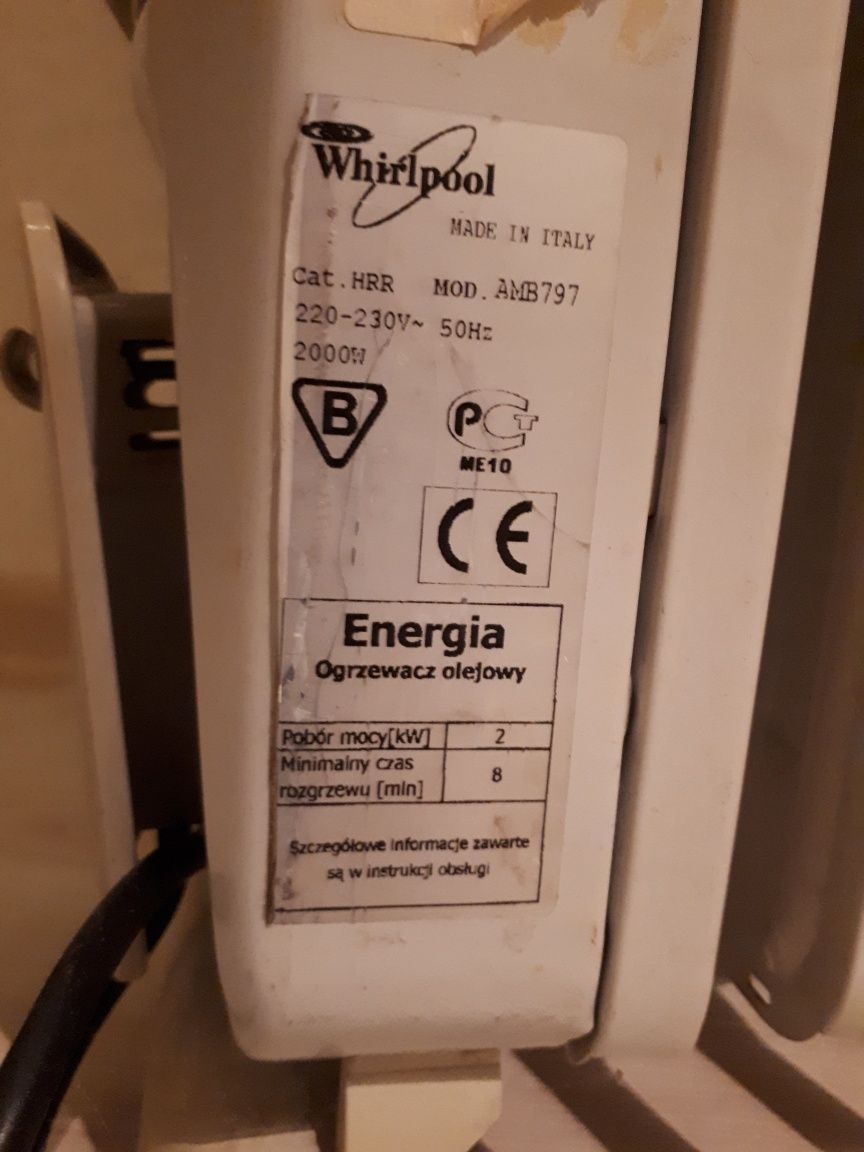 Whirlpool
MADE IN ITALY
Cat.HRR MOD.AMB797
220-230V~ 50Hz
2000W
B
PCT
ME10
CE
Energia
Ogrzewacz olejowy
Pobór mocy[kW] 2
Minimalny czas
rozgrzewu [min] 8
Szczegółowe informacje zawarte
są w instrukcji obsługi